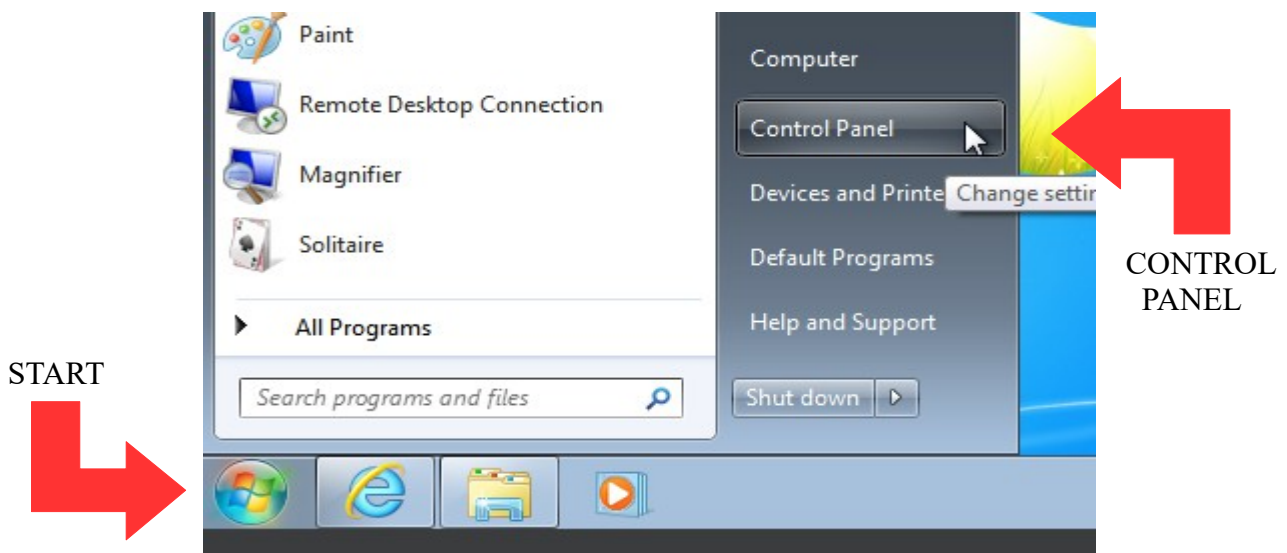 Paint
Remote Desktop Connection
Magnifier
Solitaire
All Programs
Search programs and files
Computer
Control Panel
Devices and Printe
Change settin
Default Programs
Help and Support
Shut down
START
CONTROL
PANEL